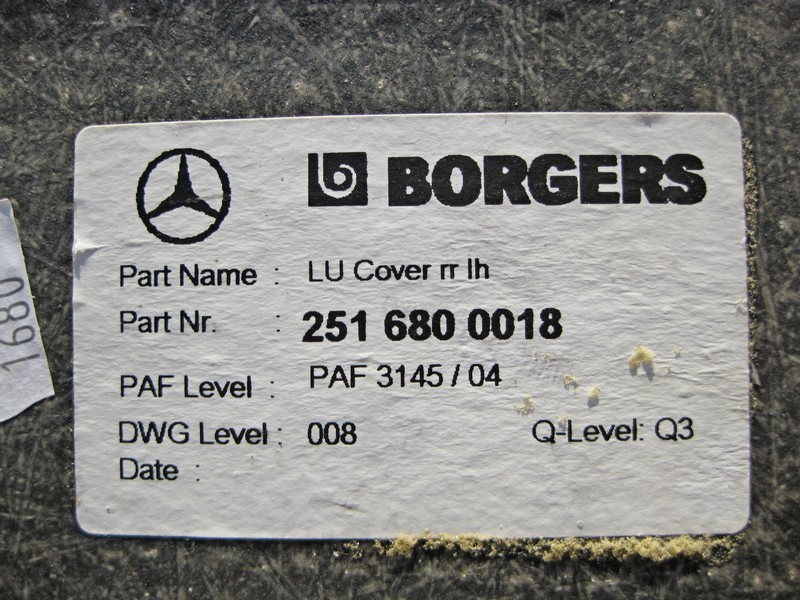 BORGERS
Part Name : LU Cover rr lh
Part Nr. : 251 680 0018
PAF Level : PAF 3145 / 04
DWG Level : 008 Q-Level: Q3
Date :
1680